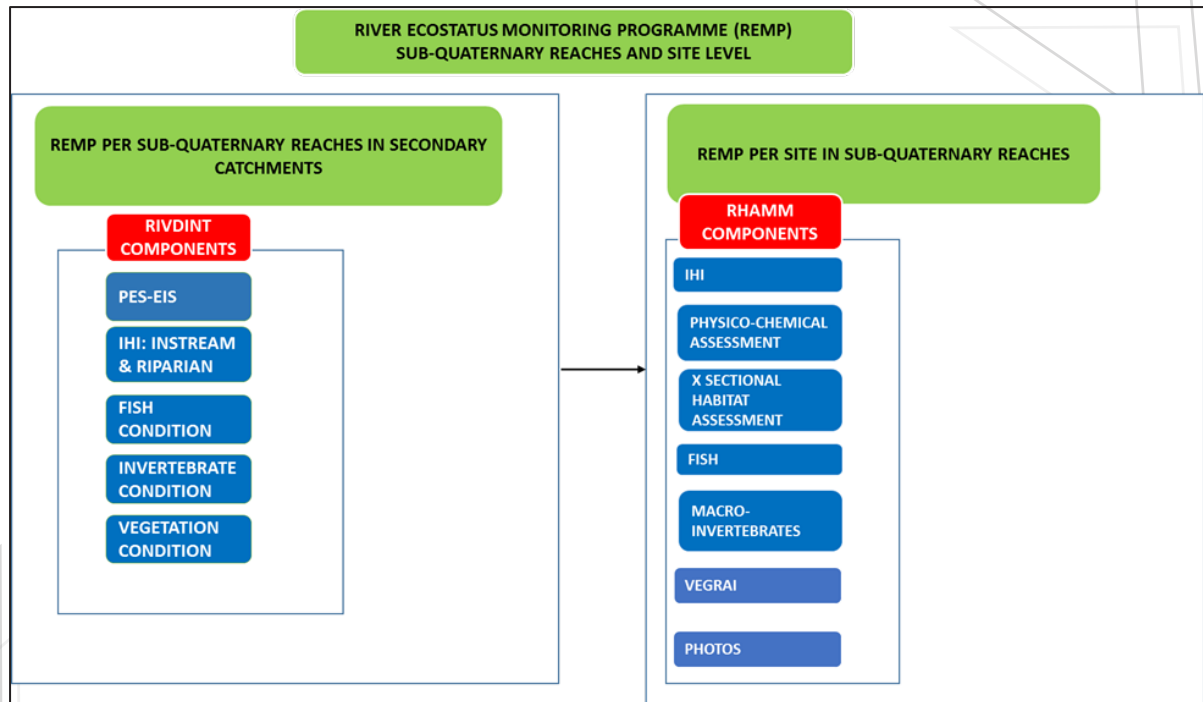 RIVER ECOSTATUS MONITORING PROGRAMME (REMP)
SUB-QUATERNARY REACHES AND SITE LEVEL
REMP PER SUB-QUATERNARY REACHES IN SECONDARY
CATCHMENTS
RIVDINT
COMPONENTS
PES-EIS
IHI: INSTREAM
& RIPARIAN
FISH
CONDITION
INVERTEBRATE
CONDITION
VEGETATION
CONDITION
REMP PER SITE IN SUB-QUATERNARY REACHES
RHAMM
COMPONENTS
IHI
PHYSICO-CHEMICAL
ASSESSMENT
X SECTIONAL
HABITAT
ASSESSMENT
FISH
MACRO-
INVERTEBRATES
VEGRAI
PHOTOS